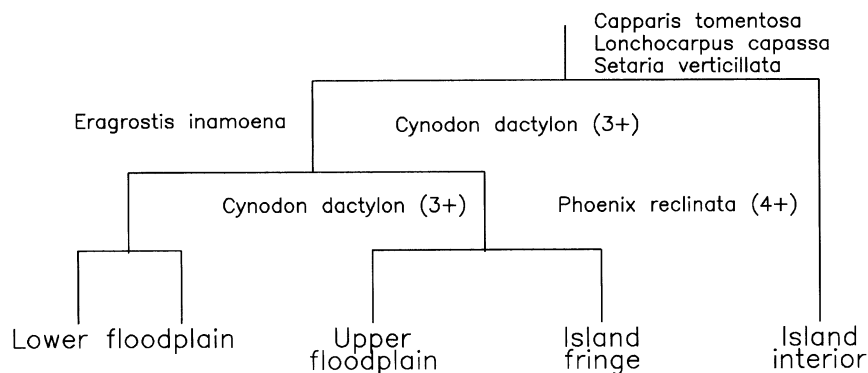 Capparis tomentosa
Lonchocarpus capassa
Setaria verticillata
Eragrostis inamoena
Cynodon dactylon (3+)
Cynodon dactylon (3+)
Phoenix reclinata (4+)
Lower floodplain
Upper
floodplain
Island
fringe
Island
interior